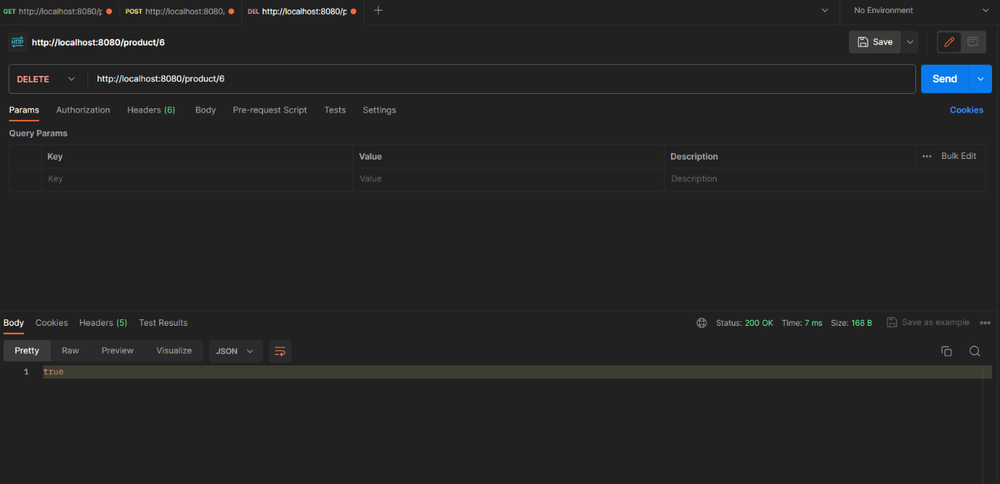 GET http://localhost:8080/p POST http://localhost:8080/ DEL http://localhost:8080/p No Environment
HTTP http://localhost:8080/product/6 Save
DELETE http://localhost:8080/product/6 Send
Params Authorization Headers (6) Body Pre-request Script Tests Settings Cookies
Query Params
Key Value Description Bulk Edit
Key Value Description
Body Cookies Headers (5) Test Results Status: 200 OK Time: 7 ms Size: 168 B Save as example
Pretty Raw Preview Visualize JSON
1 true